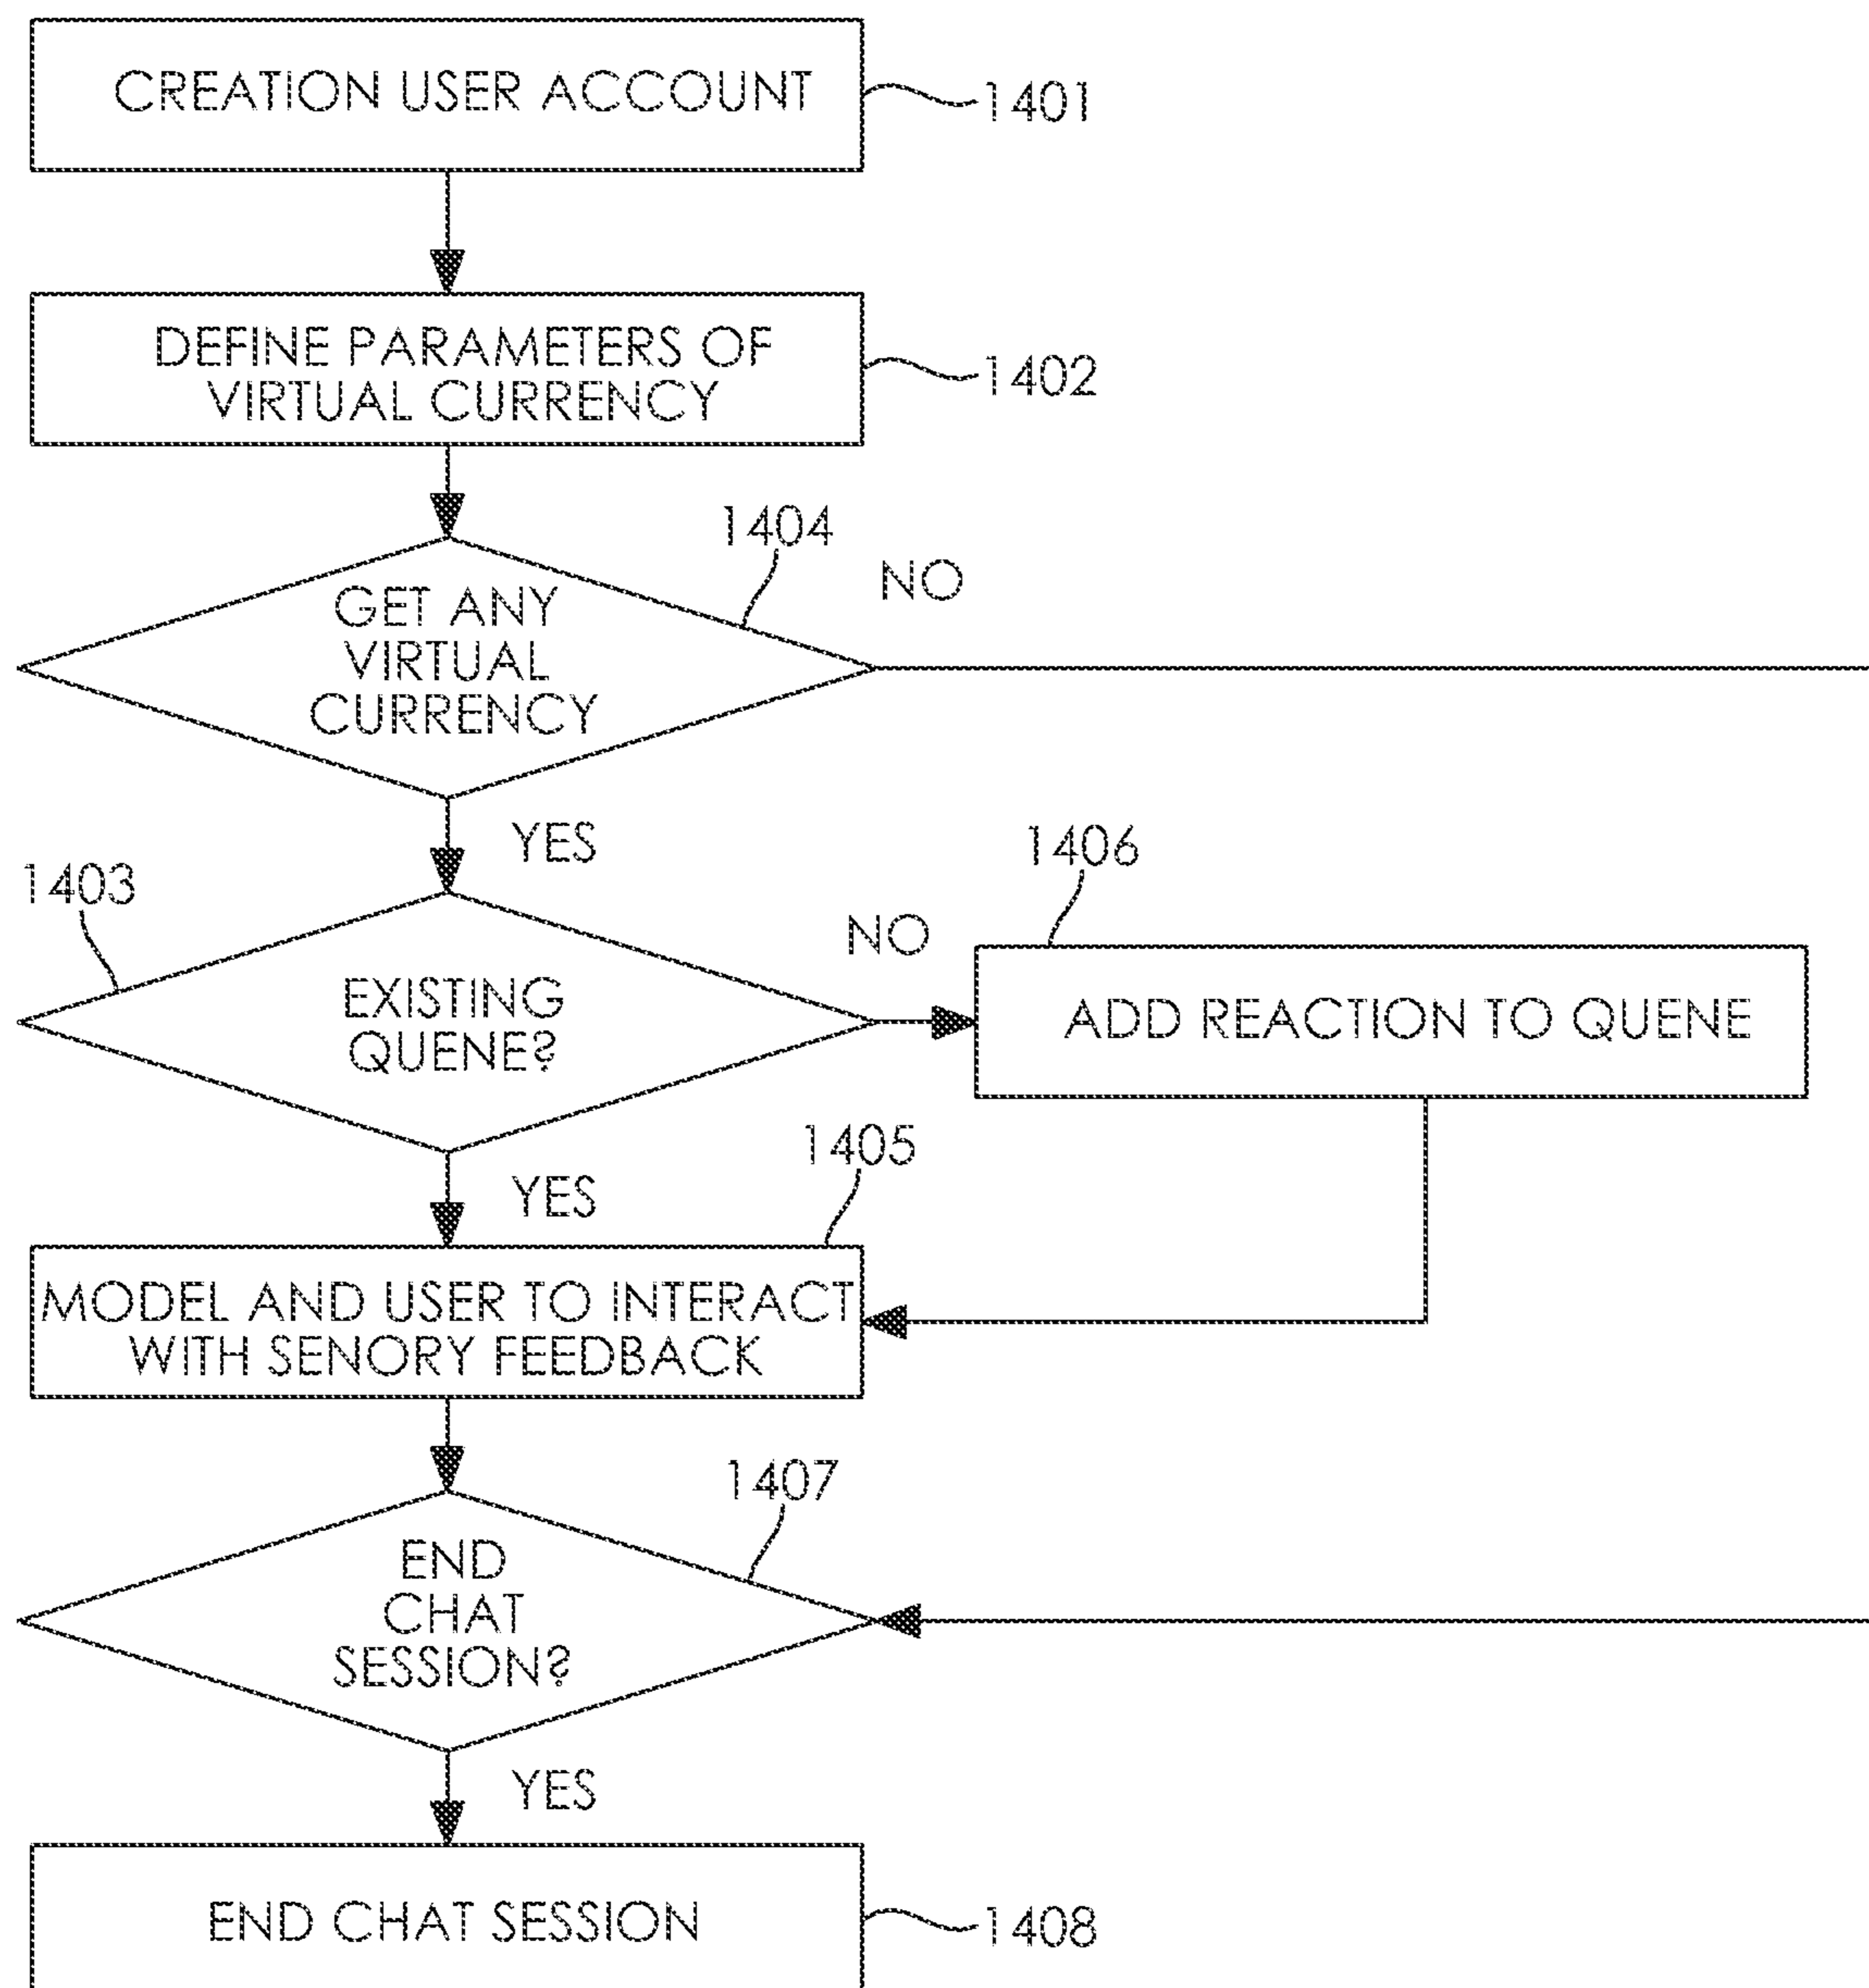 CREATION USER ACCOUNT
1401
DEFINE PARAMETERS OF
VIRTUAL CURRENCY
1402
1404
NO
GET ANY
VIRTUAL
CURRENCY
YES
1403
NO
1406
EXISTING
QUENE?
ADD REACTION TO QUENE
YES
1405
MODEL AND USER TO INTERACT
WITH SENORY FEEDBACK
1407
END
CHAT
SESSION?
YES
END CHAT SESSION
1408